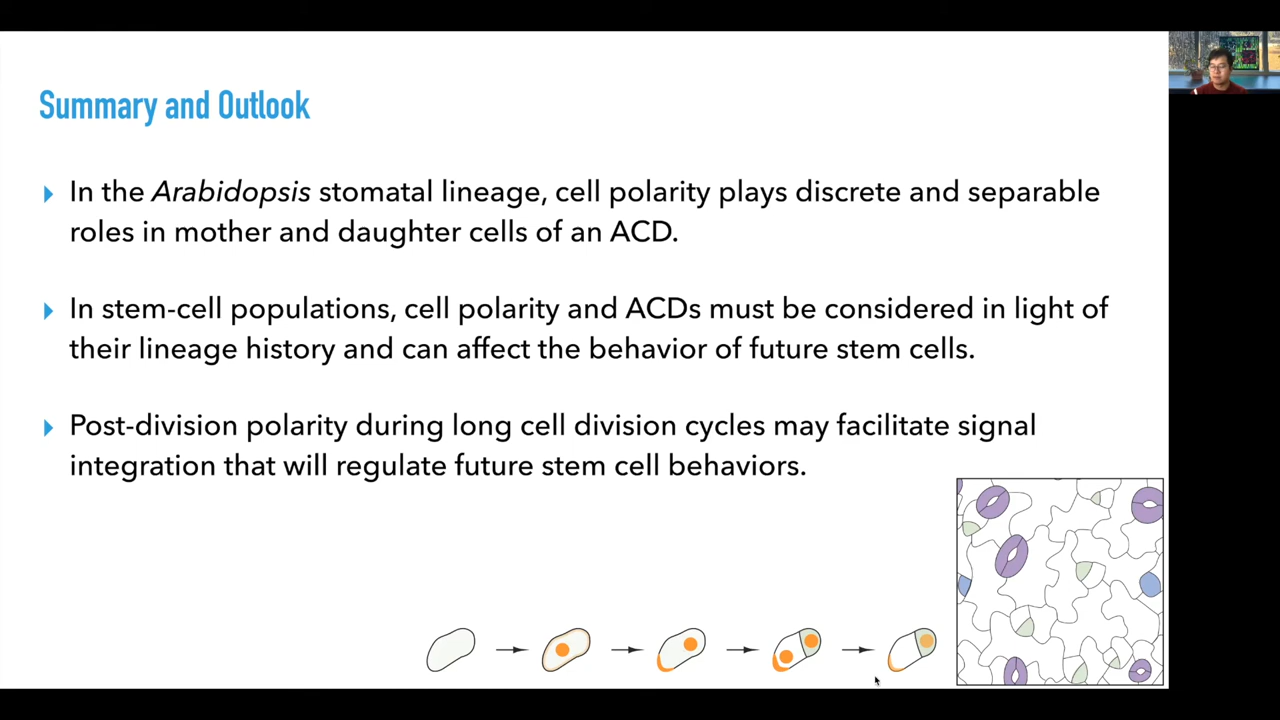 Summary and Outlook
In the Arabidopsis stomatal lineage, cell polarity plays discrete and separable
roles in mother and daughter cells of an ACD.
In stem-cell populations, cell polarity and ACDs must be considered in light of
their lineage history and can affect the behavior of future stem cells.
Post-division polarity during long cell division cycles may facilitate signal
integration that will regulate future stem cell behaviors.